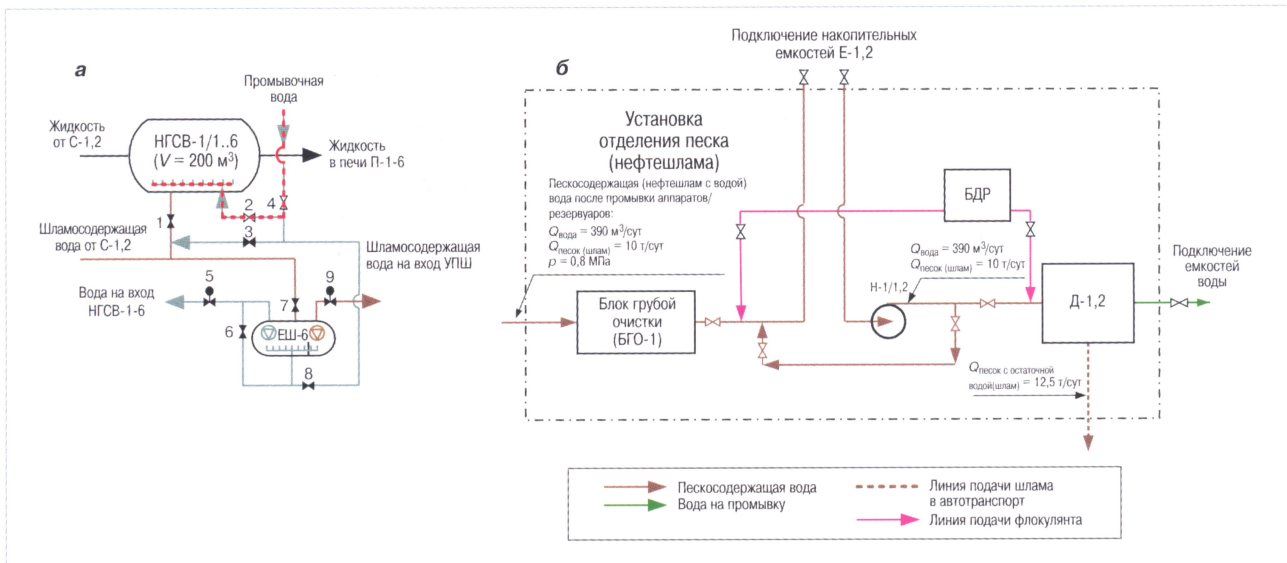 а
Промывочная
вода
Жидкость
от С-1,2
НГСВ-1/1..6
(V = 200 м³)
Жидкость
в печи П-1-6
1
2
4
3
Шламосодержащая
вода от С-1,2
Шламосодержащая
вода на вход УПШ
5
9
Вода на вход
НГСВ-1-6
7
6
ЕШ-6
8
б
Подключение накопительных
емкостей Е-1,2
Установка
отделения песка
(нефтешлама)
Пескосодержащая (нефтешлам с водой)
вода после промывки аппаратов/
резервуаров:
Qвода = 390 м³/сут
Qпесок (шлам) = 10 т/сут
p = 0,8 МПа
БДР
Qвода = 390 м³/сут
Qпесок (шлам) = 10 т/сут
Подключение
емкостей
воды
Н-1/1,2
Блок грубой
очистки
(БГО-1)
Д-1,2
Qпесок с остаточной
водой(шлам) = 12,5 т/сут
Пескосодержащая вода
Вода на промывку
Линия подачи шлама
в автотранспорт
Линия подачи флокулянта